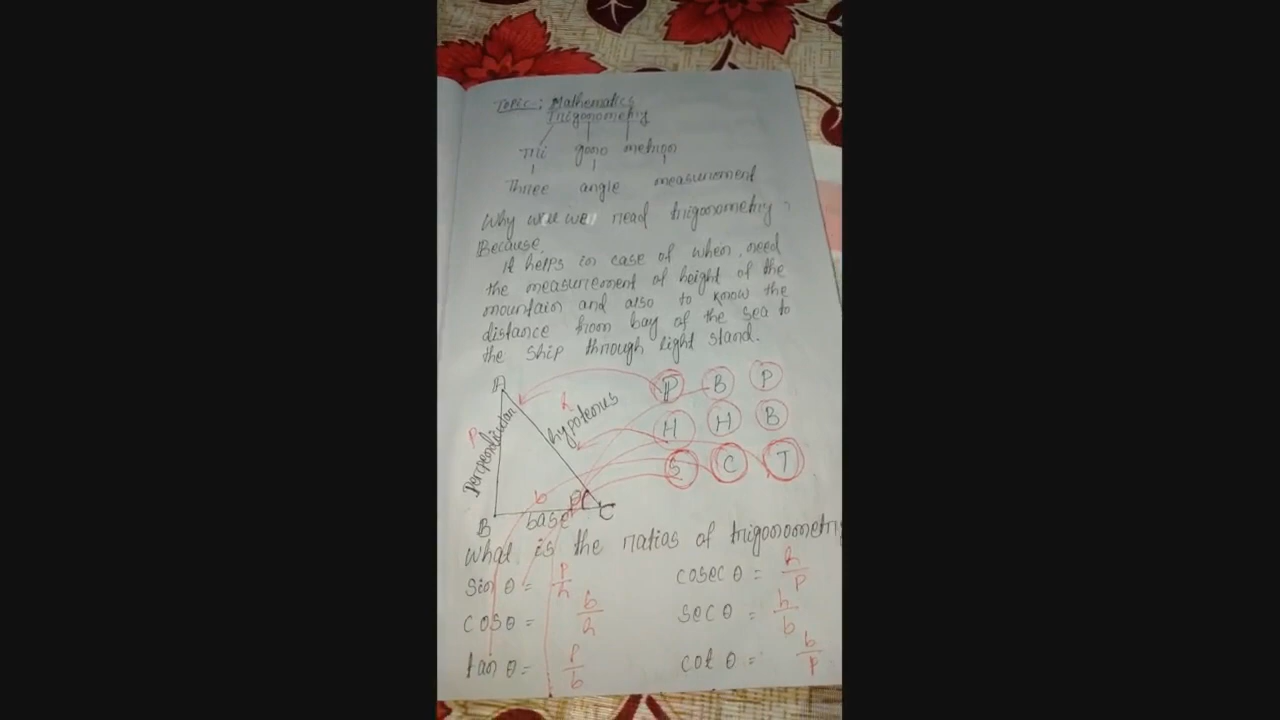 Topic-: Mathematics
Trigonometry
Tri gono metron
Three angle measurement
Why will we read trigonometry?
Because,
It helps in case of when need
the measurement of height of the
mountain and also to know the
distance from bay of the sea to
the ship through light stand.
A
P B P
h
hypotenus
P
Perpendicular
H H B
S C T
b
θ
B base C
What is the ratios of trigonometry
sin θ = p/h cosec θ = h/p
cos θ = b/h sec θ = h/b
tan θ = p/b cot θ = b/p